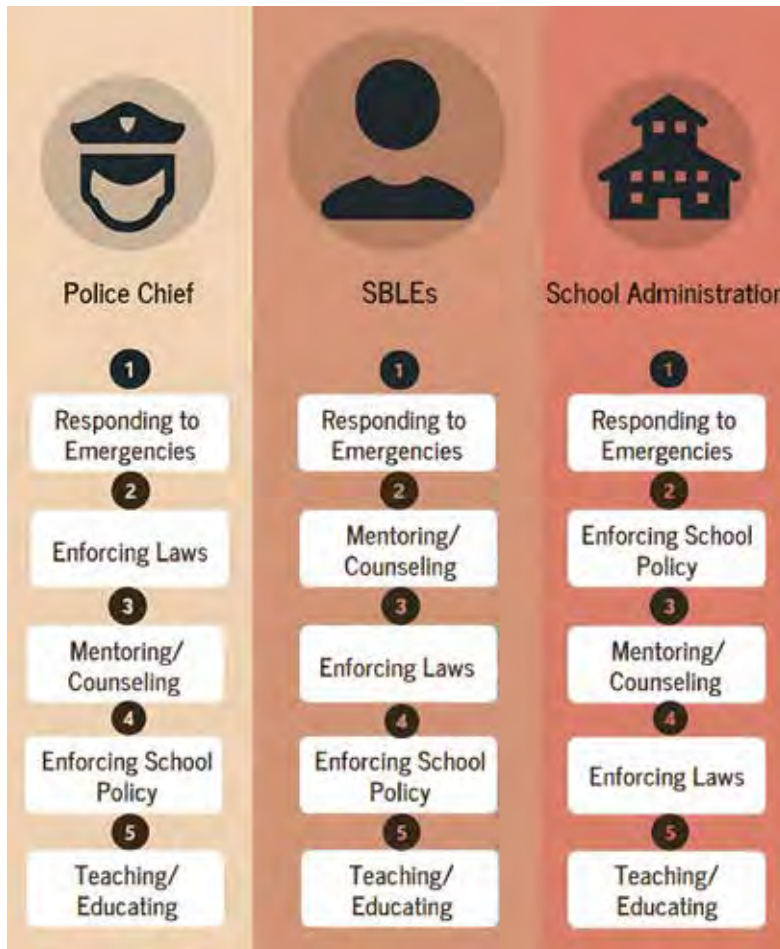 Police Chief
1
Responding to
Emergencies
2
Enforcing Laws
3
Mentoring/
Counseling
4
Enforcing School
Policy
5
Teaching/
Educating
SBLEs
1
Responding to
Emergencies
2
Mentoring/
Counseling
3
Enforcing Laws
4
Enforcing School
Policy
5
Teaching/
Educating
School Administration
1
Responding to
Emergencies
2
Enforcing School
Policy
3
Mentoring/
Counseling
4
Enforcing Laws
5
Teaching/
Educating